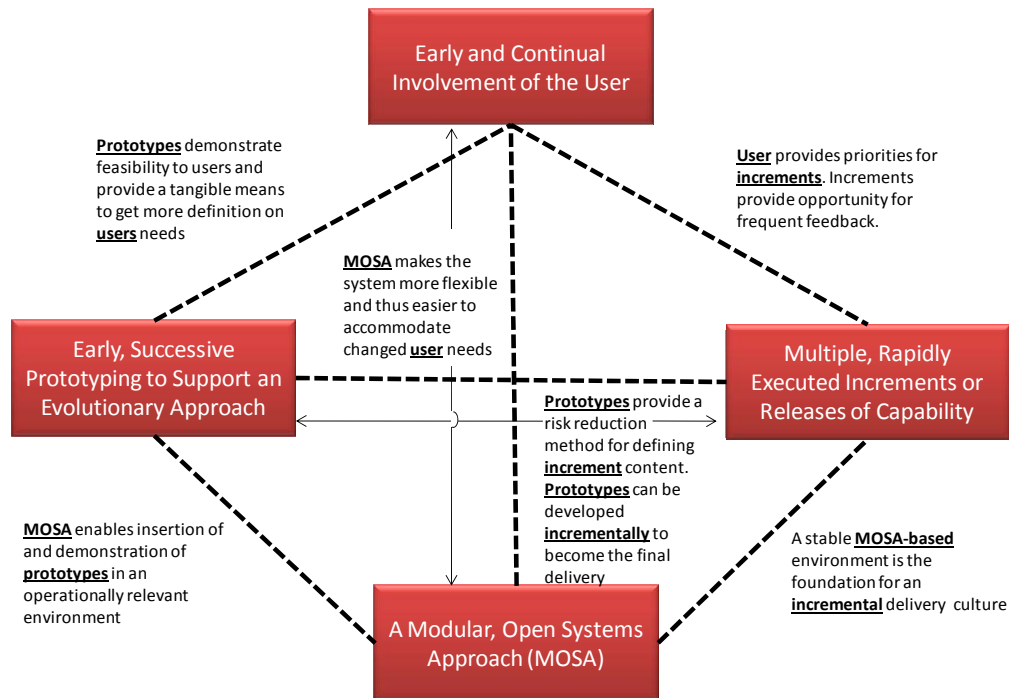 Early and Continual
Involvement of the User
Prototypes demonstrate
feasibility to users and
provide a tangible means
to get more definition on
users needs
User provides priorities for
increments. Increments
provide opportunity for
frequent feedback.
MOSA makes the
system more flexible
and thus easier to
accommodate
changed user needs
Early, Successive
Prototyping to Support an
Evolutionary Approach
Multiple, Rapidly
Executed Increments or
Releases of Capability
Prototypes provide a
risk reduction
method for defining
increment content.
Prototypes can be
developed
incrementally to
become the final
delivery
MOSA enables insertion of
and demonstration of
prototypes in an
operationally relevant
environment
A stable MOSA-based
environment is the
foundation for an
incremental delivery culture
A Modular, Open Systems
Approach (MOSA)